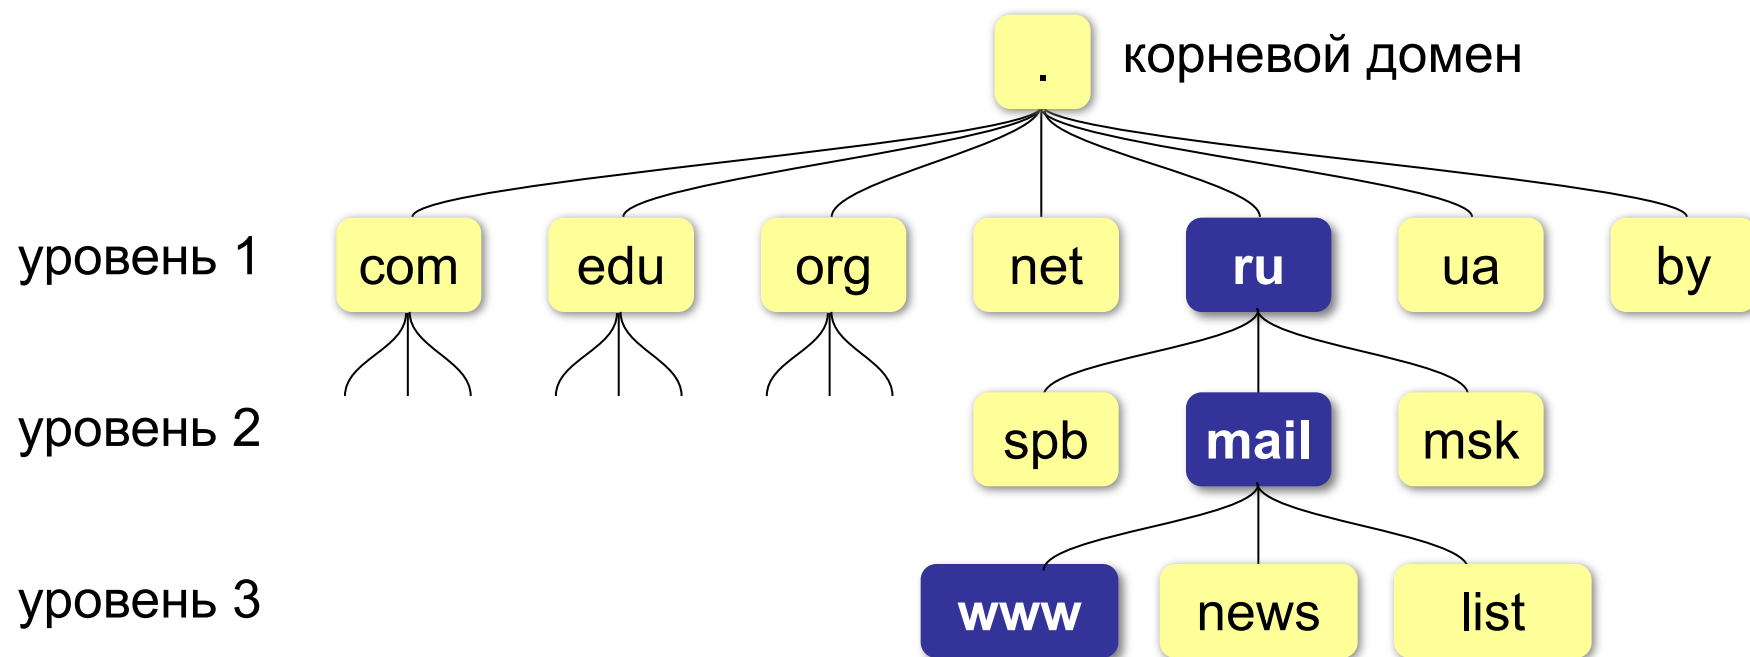 . корневой домен
уровень 1 com edu org net ru ua by
уровень 2 spb mail msk
уровень 3 www news list